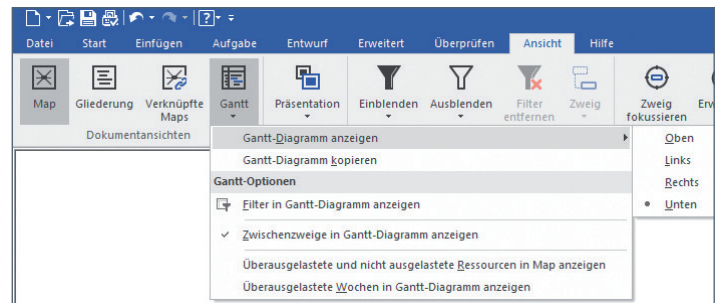 Datei Start Einfügen Aufgabe Entwurf Erweitert Überprüfen Ansicht Hilfe
Map Gliederung Verknüpfte Maps Gantt Präsentation Einblenden Ausblenden Filter entfernen Zweig Zweig fokussieren
Dokumentansichten
Gantt-Diagramm anzeigen
Oben
Gantt-Diagramm kopieren
Links
Gantt-Optionen
Rechts
Filter in Gantt-Diagramm anzeigen
Unten
Zwischenzweige in Gantt-Diagramm anzeigen
Überausgelastete und nicht ausgelastete Ressourcen in Map anzeigen
Überausgelastete Wochen in Gantt-Diagramm anzeigen